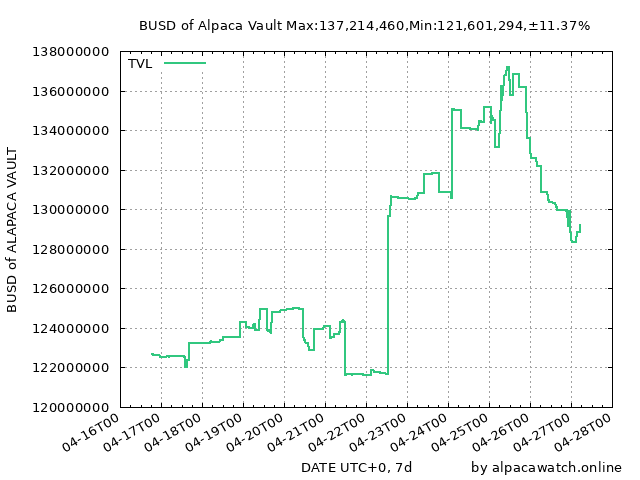 BUSD of Alpaca Vault Max:137,214,460,Min:121,601,294,±11.37%
TVL
138000000
136000000
134000000
132000000
130000000
128000000
126000000
124000000
122000000
120000000
BUSD of ALAPACA VAULT
04-16T00
04-17T00
04-18T00
04-19T00
04-20T00
04-21T00
04-22T00
04-23T00
04-24T00
04-25T00
04-26T00
04-27T00
04-28T00
DATE UTC+0, 7d
by alpacawatch.online